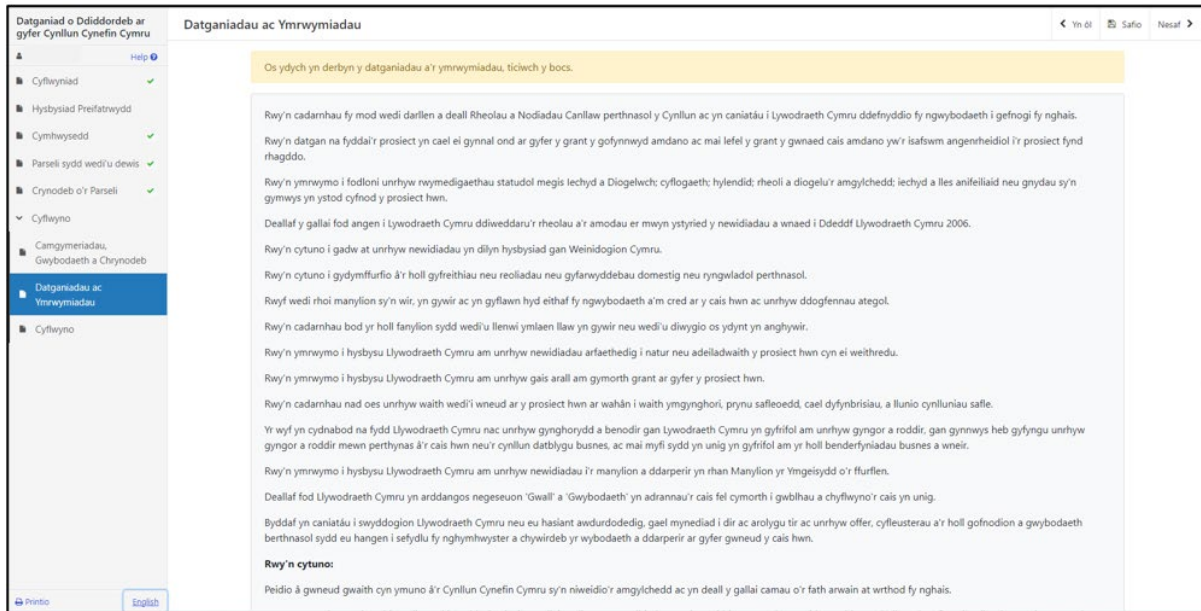 Datganiad o Ddiddordeb ar
gyfer Cynllun Cynefin Cymru
Help
Cyflwyniad
Hysbysiad Preifatrwydd
Cymhwysedd
Parseli sydd wedi'u dewis
Crynodeb o'r Parseli
Cyflwyno
Camgymeriadau,
Gwybodaeth a Chrynodeb
Datganiadau ac
Ymrwymiadau
Cyflwyno
Printio
English
Datganiadau ac Ymrwymiadau
Yn ôl
Safio
Nesaf
Os ydych yn derbyn y datganiadau a'r ymrwymiadau, ticiwch y bocs.
Rwy'n cadarnhau fy mod wedi darllen a deall Rheolau a Nodiadau Canllaw perthnasol y Cynllun ac yn caniatáu i Lywodraeth Cymru ddefnyddio fy ngwybodaeth i gefnogi fy nghais.
Rwy'n datgan na fyddai'r prosiect yn cael ei gynnal ond ar gyfer y grant y gofynnwyd amdano ac mai lefel y grant y gwnaed cais amdano yw'r isafswm angenrheidiol i'r prosiect fynd
rhagddo.
Rwy'n ymrwymo i fodloni unrhyw rwymedigaethau statudol megis Iechyd a Diogelwch; cyflogaeth; hylendid; rheoli a diogelu'r amgylchedd; iechyd a lles anifeiliaid neu gnydau sy'n
gymwys yn ystod cyfnod y prosiect hwn.
Deallaf y gallai fod angen i Lywodraeth Cymru ddiweddaru'r rheolau a'r amodau er mwyn ystyried y newidiadau a wnaed i Ddeddf Llywodraeth Cymru 2006.
Rwy'n cytuno i gadw at unrhyw newidiadau yn dilyn hysbysiad gan Weinidogion Cymru.
Rwy'n cytuno i gydymffurfio â'r holl gyfreithiau neu reoliadau neu gyfarwyddebau domestig neu ryngwladol perthnasol.
Rwyf wedi rhoi manylion sy'n wir, yn gywir ac yn gyflawn hyd eithaf fy ngwybodaeth a'm cred ar y cais hwn ac unrhyw ddogfennau ategol.
Rwy'n cadarnhau bod yr holl fanylion sydd wedi'u llenwi ymlaen llaw yn gywir neu wedi'u diwygio os ydynt yn anghywir.
Rwy'n ymrwymo i hysbysu Llywodraeth Cymru am unrhyw newidiadau arfaethedig i natur neu adeiladwaith y prosiect hwn cyn ei weithredu.
Rwy'n ymrwymo i hysbysu Llywodraeth Cymru am unrhyw gais arall am gymorth grant ar gyfer y prosiect hwn.
Rwy'n cadarnhau nad oes unrhyw waith wedi'i wneud ar y prosiect hwn ar wahân i waith ymgynghori, prynu safleoedd, cael dyfynbrisiau, a llunio cynlluniau safle.
Yr wyf yn cydnabod na fydd Llywodraeth Cymru nac unrhyw gynghorydd a benodir gan Lywodraeth Cymru yn gyfrifol am unrhyw gyngor a roddir, gan gynnwys heb gyfyngu unrhyw
gyngor a roddir mewn perthynas â'r cais hwn neu'r cynllun datblygu busnes, ac mai myfi sydd yn unig yn gyfrifol am yr holl benderfyniadau busnes a wneir.
Rwy'n ymrwymo i hysbysu Llywodraeth Cymru am unrhyw newidiadau i'r manylion a ddarperir yn rhan Manylion yr Ymgeisydd o'r ffurflen.
Deallaf fod Llywodraeth Cymru yn arddangos negeseuon 'Gwall' a 'Gwybodaeth' yn adrannau'r cais fel cymorth i gwblhau a chyflwyno'r cais yn unig.
Byddaf yn caniatáu i swyddogion Llywodraeth Cymru neu eu hasiant awdurdodedig, gael mynediad i dir ac arolygu tir ac unrhyw offer, cyfleusterau a'r holl gofnodion a gwybodaeth
berthnasol sydd eu hangen i sefydlu fy nghymhwyster a chywirdeb yr wybodaeth a ddarperir ar gyfer gwneud y cais hwn.
Rwy'n cytuno:
Peidio â gwneud gwaith cyn ymuno â'r Cynllun Cynefin Cymru sy'n niweidio'r amgylchedd ac yn deall y gallai camau o'r fath arwain at wrthod fy nghais.